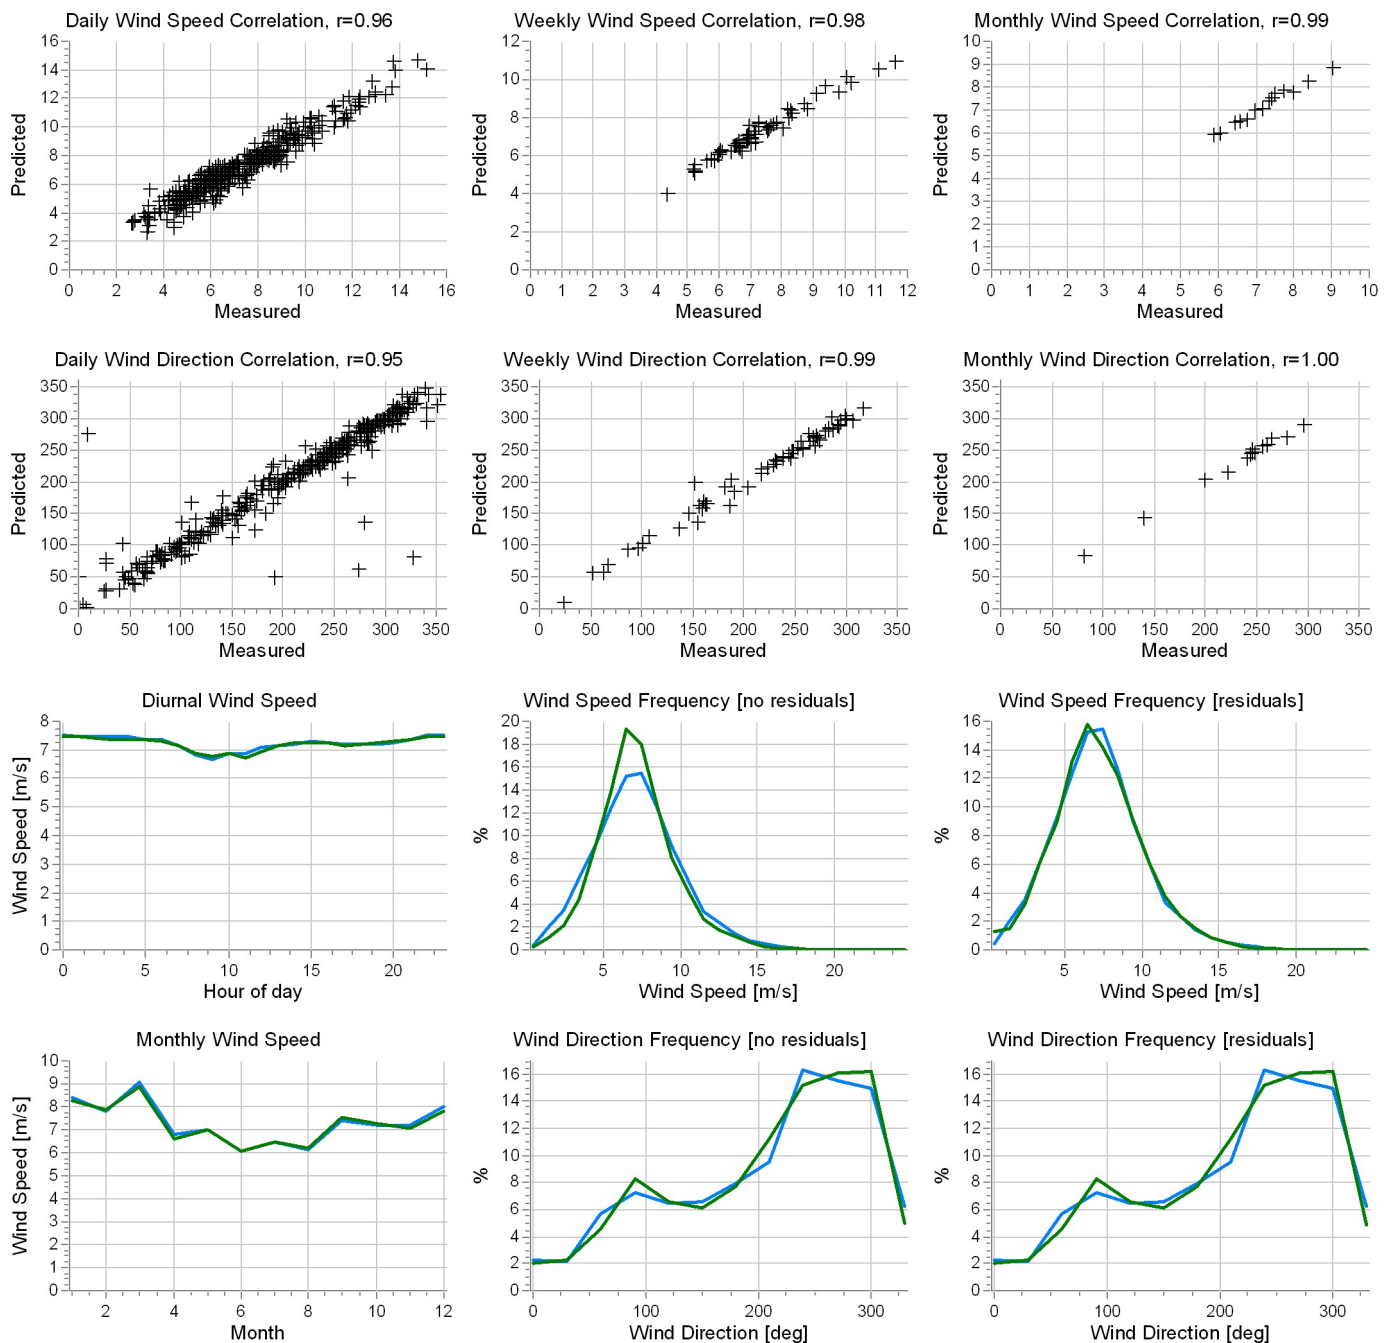 Daily Wind Speed Correlation, r=0.96
16
14
12
10
8
6
4
2
0
Predicted
0 2 4 6 8 10 12 14 16
Measured
Weekly Wind Speed Correlation, r=0.98
12
10
8
6
4
2
0
Predicted
0 1 2 3 4 5 6 7 8 9 10 11 12
Measured
Monthly Wind Speed Correlation, r=0.99
10
9
8
7
6
5
4
3
2
1
0
Predicted
0 1 2 3 4 5 6 7 8 9 10
Measured
Daily Wind Direction Correlation, r=0.95
350
300
250
200
150
100
50
0
Predicted
0 50 100 150 200 250 300 350
Measured
Weekly Wind Direction Correlation, r=0.99
350
300
250
200
150
100
50
0
Predicted
0 50 100 150 200 250 300 350
Measured
Monthly Wind Direction Correlation, r=1.00
350
300
250
200
150
100
50
0
Predicted
0 50 100 150 200 250 300 350
Measured
Diurnal Wind Speed
8
7
6
5
4
3
2
1
0
Wind Speed [m/s]
0 5 10 15 20
Hour of day
Wind Speed Frequency [no residuals]
20
18
16
14
12
10
8
6
4
2
0
%
5 10 15 20
Wind Speed [m/s]
Wind Speed Frequency [residuals]
16
14
12
10
8
6
4
2
0
%
5 10 15 20
Wind Speed [m/s]
Monthly Wind Speed
10
9
8
7
6
5
4
3
2
1
0
Wind Speed [m/s]
2 4 6 8 10 12
Month
Wind Direction Frequency [no residuals]
16
14
12
10
8
6
4
2
0
%
0 100 200 300
Wind Direction [deg]
Wind Direction Frequency [residuals]
16
14
12
10
8
6
4
2
0
%
0 100 200 300
Wind Direction [deg]